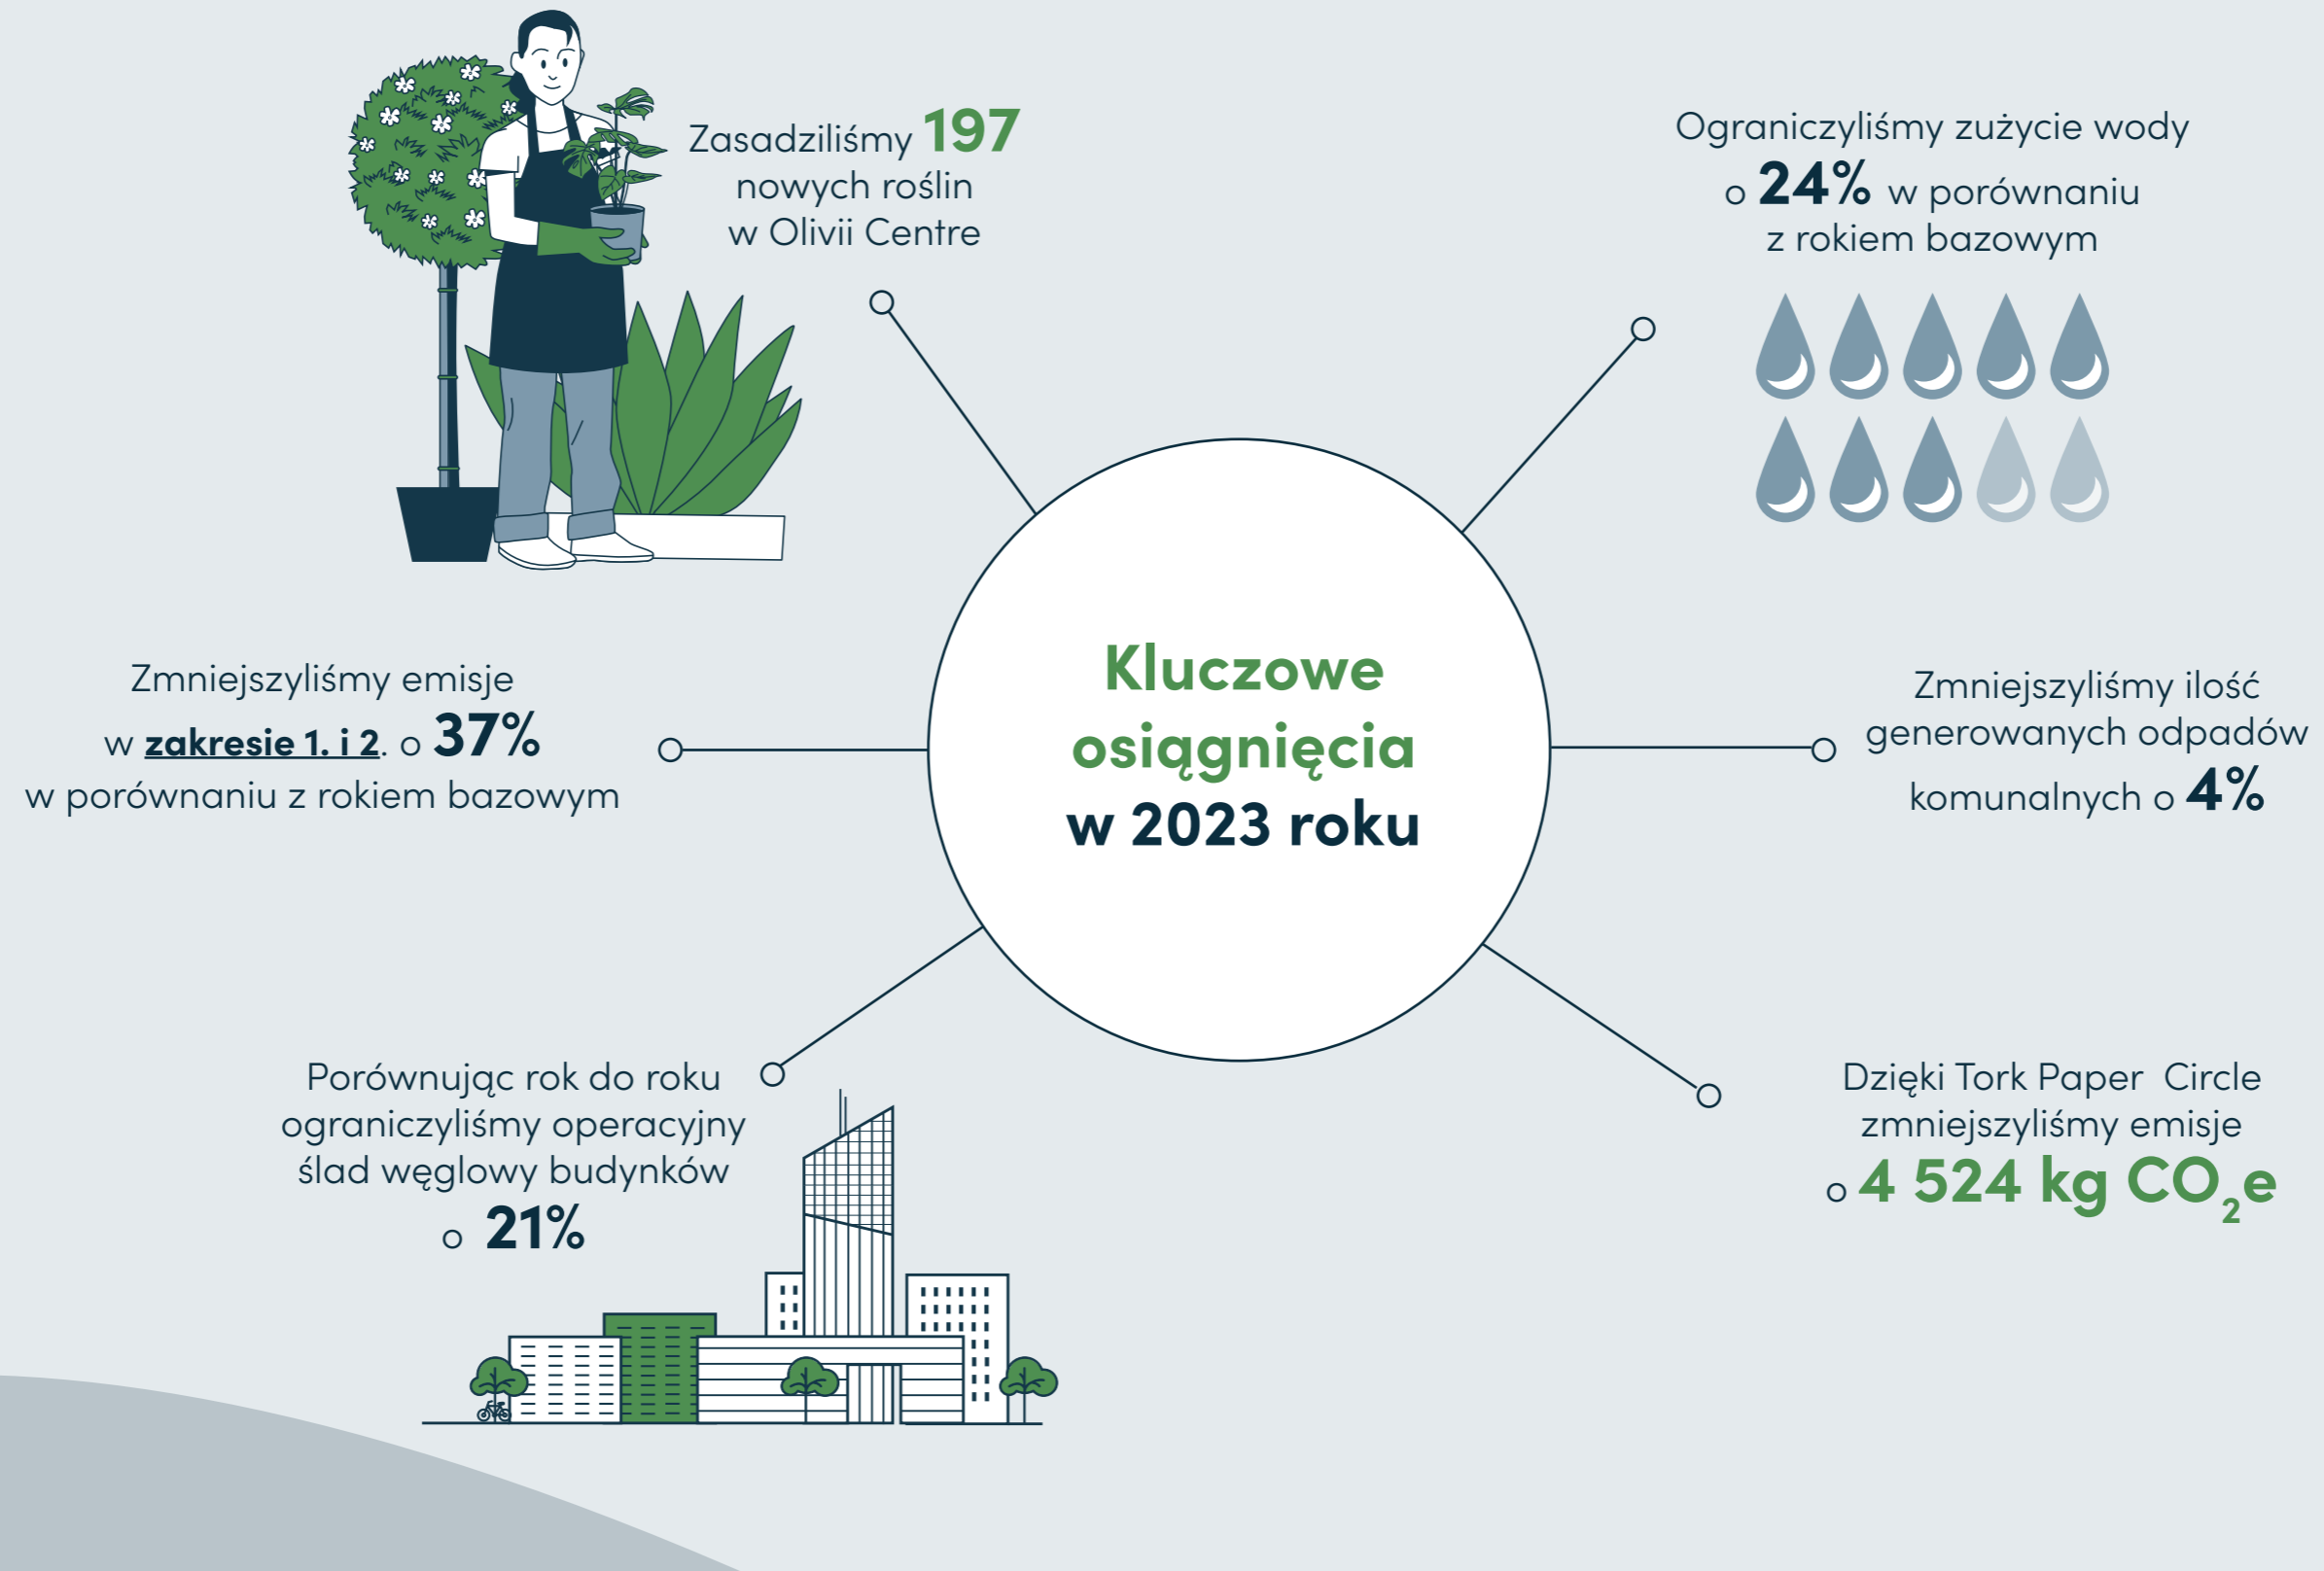 Zasadziliśmy 197
nowych roślin
w Olivii Centre
Ograniczyliśmy zużycie wody
o 24% w porównaniu
z rokiem bazowym
Zmniejszyliśmy emisje
w zakresie 1. i 2. o 37%
w porównaniu z rokiem bazowym
Kluczowe
osiągnięcia
w 2023 roku
Zmniejszyliśmy ilość
generowanych odpadów
komunalnych o 4%
Porównując rok do roku
ograniczyliśmy operacyjny
ślad węglowy budynków
o 21%
Dzięki Tork Paper Circle
zmniejszyliśmy emisje
o 4 524 kg CO₂e